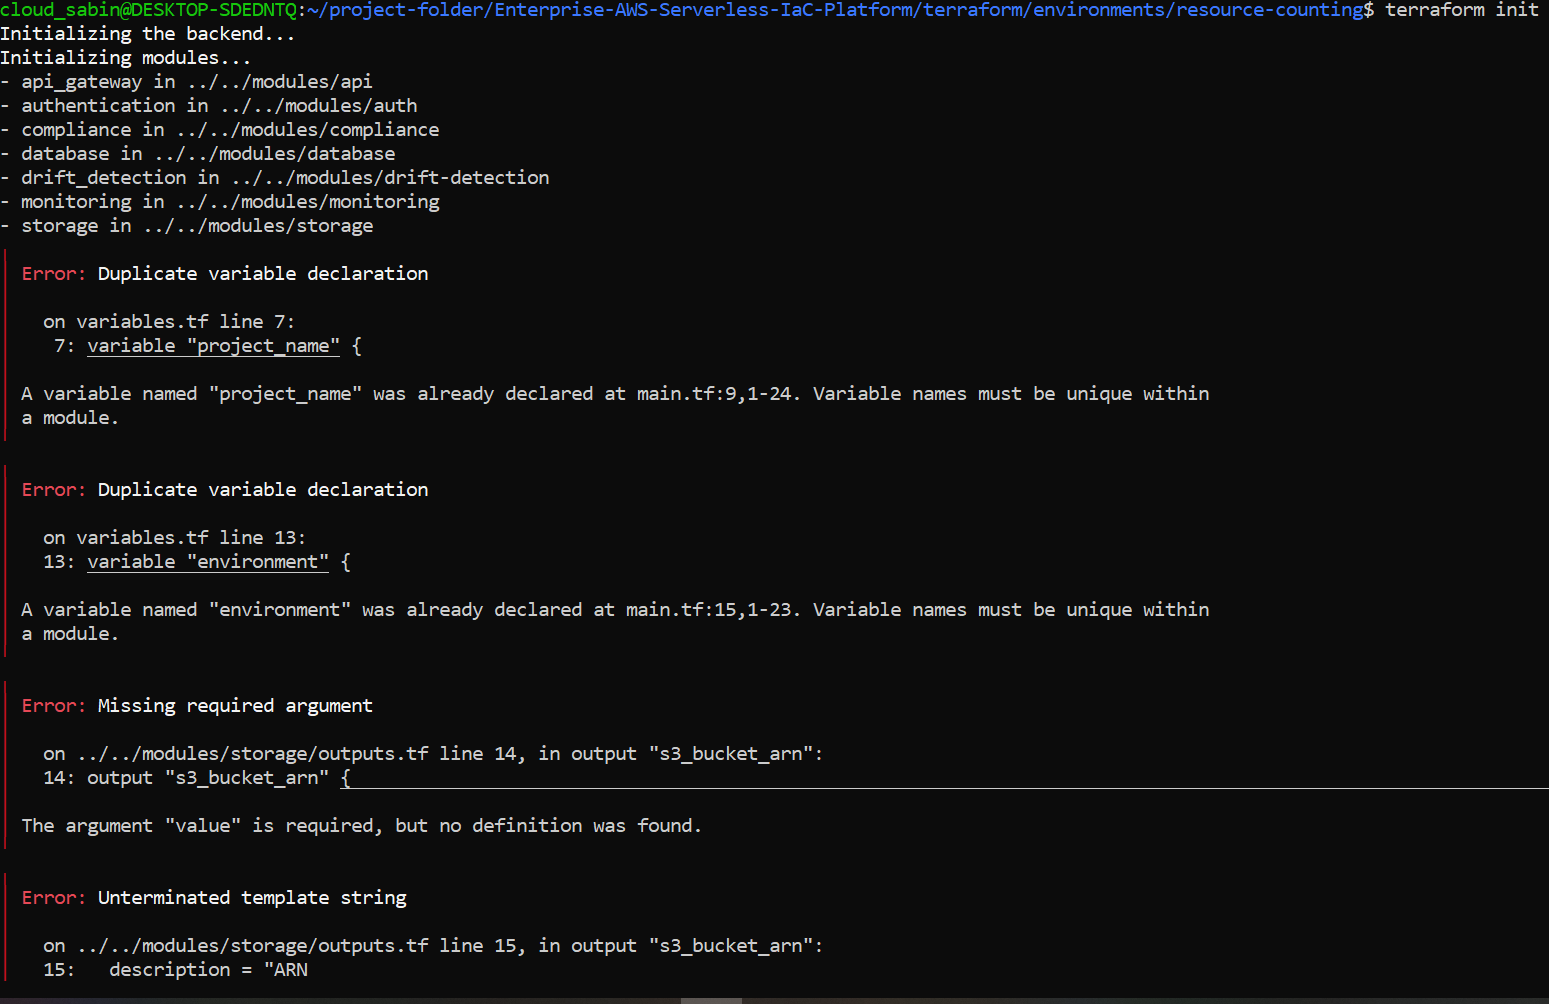 cloud_sabin@DESKTOP-SDEDNTQ:~/project-folder/Enterprise-AWS-Serverless-IaC-Platform/terraform/environments/resource-counting$ terraform init
Initializing the backend...
Initializing modules...
- api_gateway in ../../modules/api
- authentication in ../../modules/auth
- compliance in ../../modules/compliance
- database in ../../modules/database
- drift_detection in ../../modules/drift-detection
- monitoring in ../../modules/monitoring
- storage in ../../modules/storage
Error: Duplicate variable declaration
on variables.tf line 7:
7: variable "project_name" {
A variable named "project_name" was already declared at main.tf:9,1-24. Variable names must be unique within
a module.
Error: Duplicate variable declaration
on variables.tf line 13:
13: variable "environment" {
A variable named "environment" was already declared at main.tf:15,1-23. Variable names must be unique within
a module.
Error: Missing required argument
on ../../modules/storage/outputs.tf line 14, in output "s3_bucket_arn":
14: output "s3_bucket_arn" {
The argument "value" is required, but no definition was found.
Error: Unterminated template string
on ../../modules/storage/outputs.tf line 15, in output "s3_bucket_arn":
15:   description = "ARN